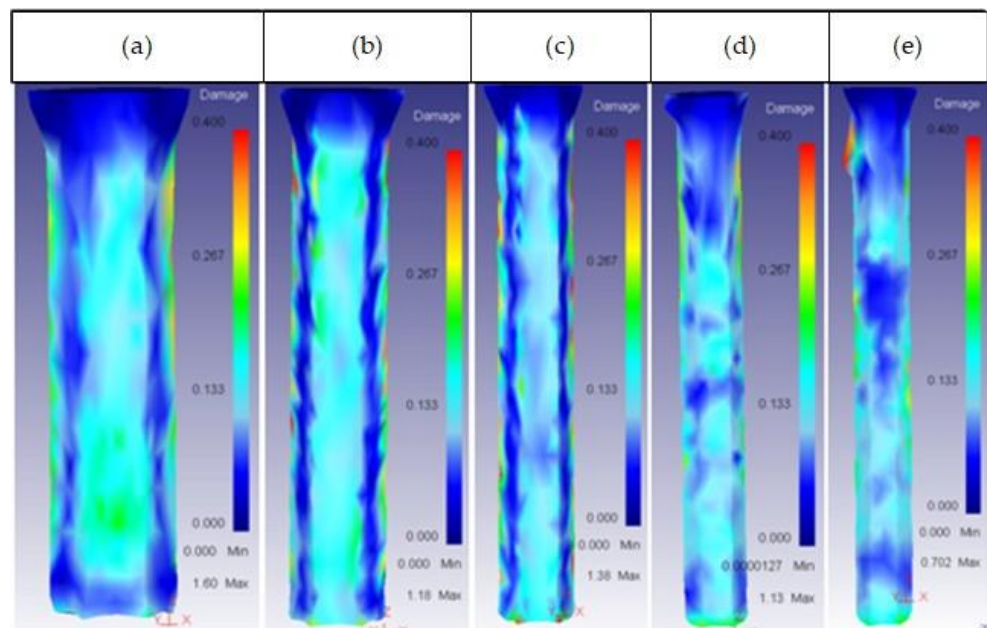 (a)
(b)
(c)
(d)
(e)
Damage
0.400
0.267
0.133
0.000
0.000 Min
1.60 Max
X
Damage
0.400
0.267
0.133
0.000
0.000 Min
1.18 Max
Damage
0.400
0.267
0.133
0.000
0.000 Min
1.38 Max
X
Damage
0.400
0.267
0.133
0.000
0.0000127 Min
1.13 Max
X
Damage
0.400
0.267
0.133
0.000
0.000 Min
0.702 Max
X